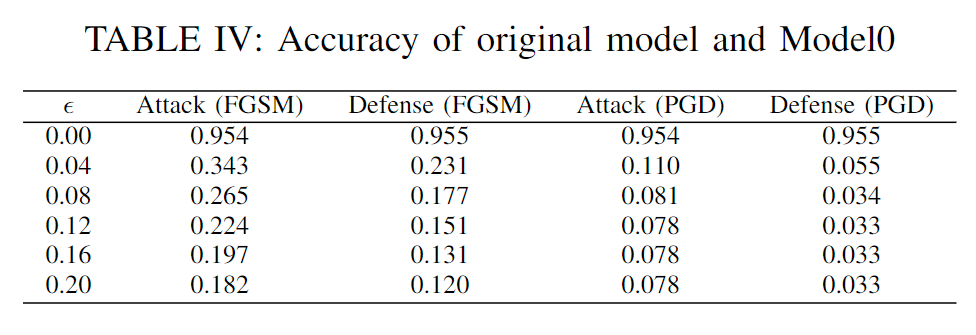 TABLE IV: Accuracy of original model and Model0
ϵ Attack (FGSM) Defense (FGSM) Attack (PGD) Defense (PGD)
0.00 0.954 0.955 0.954 0.955
0.04 0.343 0.231 0.110 0.055
0.08 0.265 0.177 0.081 0.034
0.12 0.224 0.151 0.078 0.033
0.16 0.197 0.131 0.078 0.033
0.20 0.182 0.120 0.078 0.033